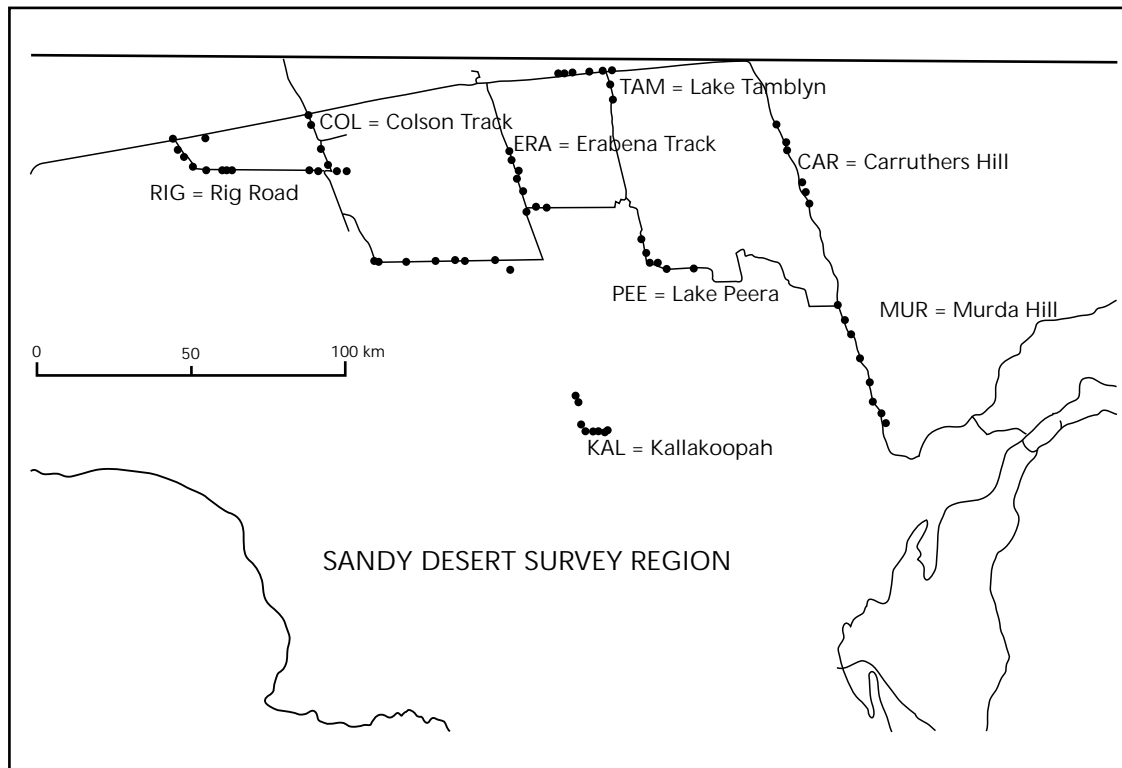 TAM = Lake Tamblyn
COL = Colson Track
ERA = Erabena Track
CAR = Carruthers Hill
RIG = Rig Road
PEE = Lake Peera
MUR = Murda Hill
0 50 100 km
KAL = Kallakoopah
SANDY DESERT SURVEY REGION